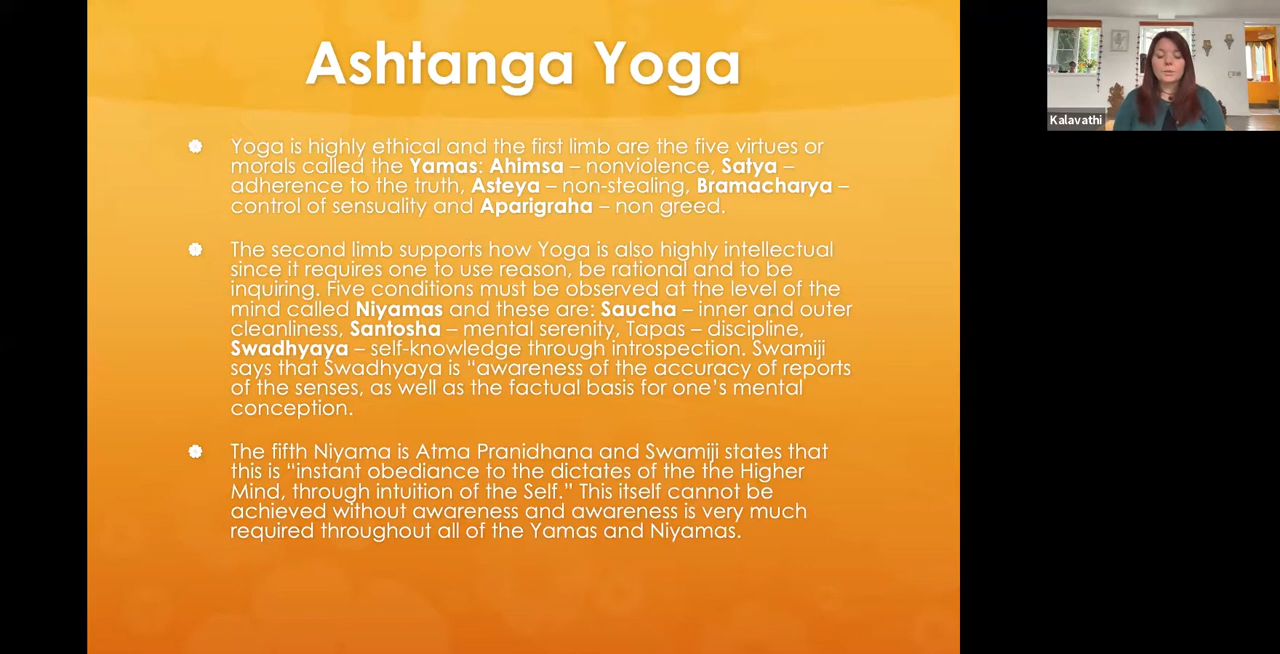 Ashtanga Yoga
Yoga is highly ethical and the first limb are the five virtues or
morals called the Yamas: Ahimsa – nonviolence, Satya –
adherence to the truth, Asteya – non-stealing, Bramacharya –
control of sensuality and Aparigraha – non greed.
The second limb supports how Yoga is also highly intellectual
since it requires one to use reason, be rational and to be
inquiring. Five conditions must be observed at the level of the
mind called Niyamas and these are: Saucha – inner and outer
cleanliness, Santosha – mental serenity, Tapas – discipline,
Swadhyaya – self-knowledge through introspection. Swamiji
says that Swadhyaya is “awareness of the accuracy of reports
of the senses, as well as the factual basis for one’s mental
conception.
The fifth Niyama is Atma Pranidhana and Swamiji states that
this is “instant obediance to the dictates of the the Higher
Mind, through intuition of the Self.” This itself cannot be
achieved without awareness and awareness is very much
required throughout all of the Yamas and Niyamas.
Kalavathi